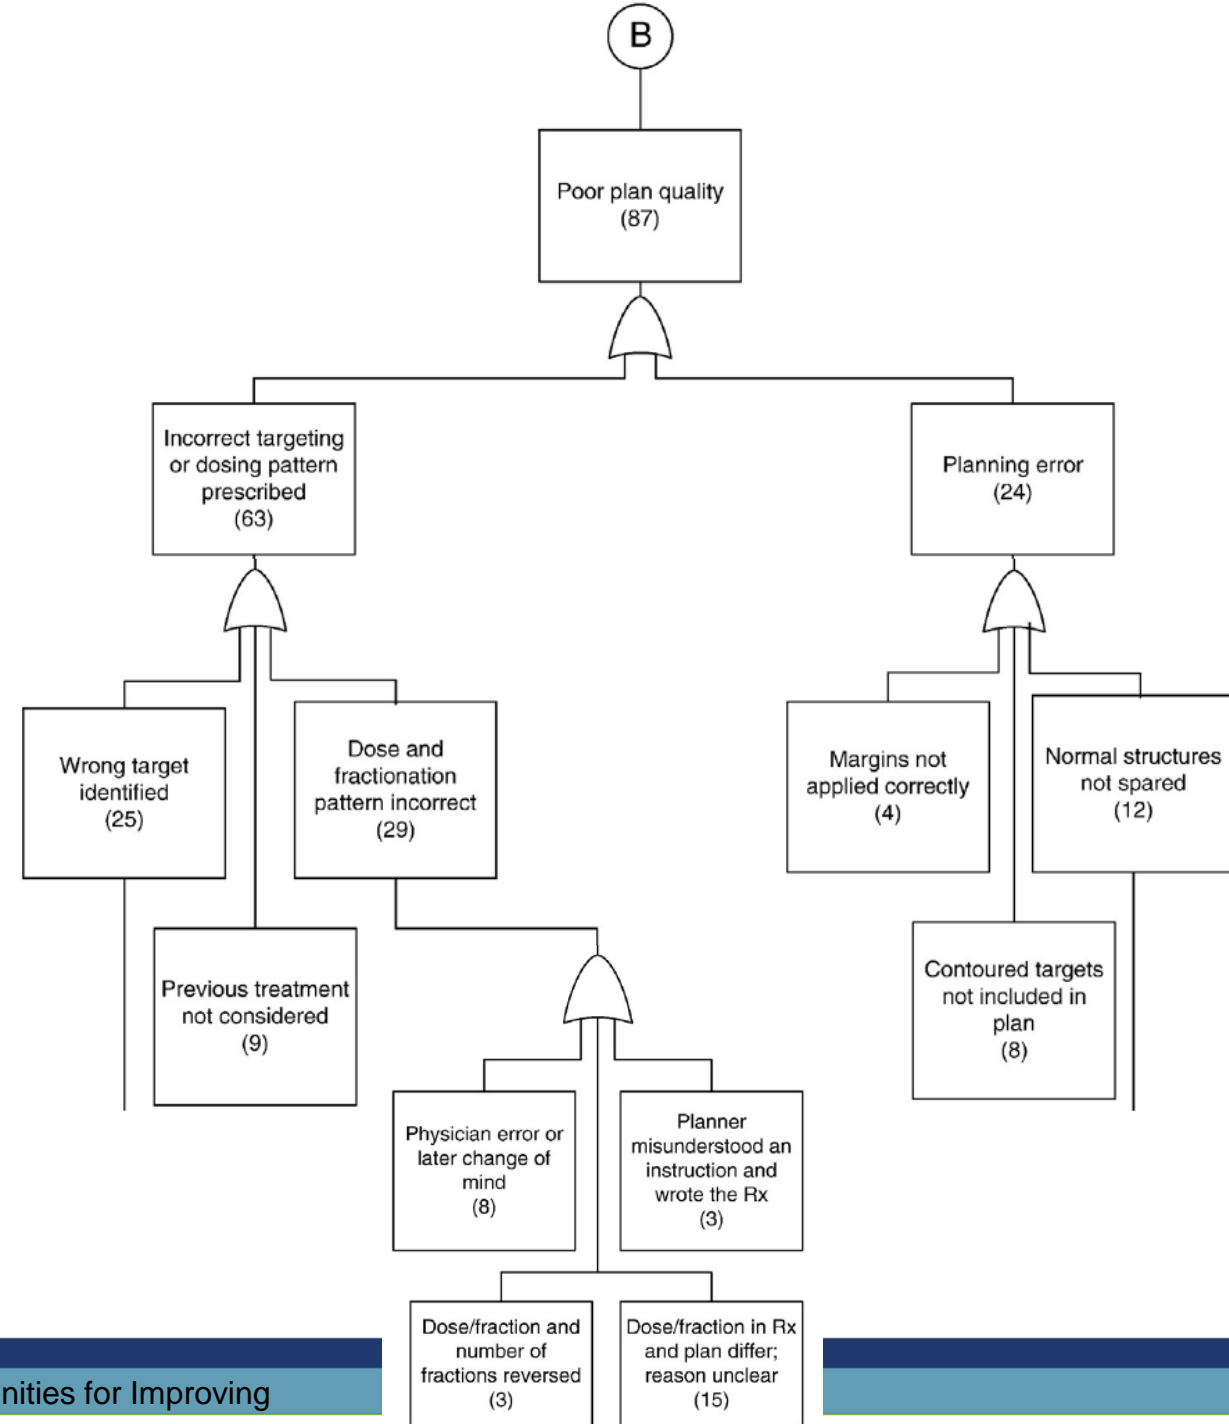 B
Poor plan quality
(87)
Incorrect targeting
or dosing pattern
prescribed
(63)
Planning error
(24)
Wrong target
identified
(25)
Dose and
fractionation
pattern incorrect
(29)
Margins not
applied correctly
(4)
Normal structures
not spared
(12)
Previous treatment
not considered
(9)
Contoured targets
not included in
plan
(8)
Physician error or
later change of
mind
(8)
Planner
misunderstood an
instruction and
wrote the Rx
(3)
Dose/fraction and
number of
fractions reversed
(3)
Dose/fraction in Rx
and plan differ;
reason unclear
(15)
nities for Improving